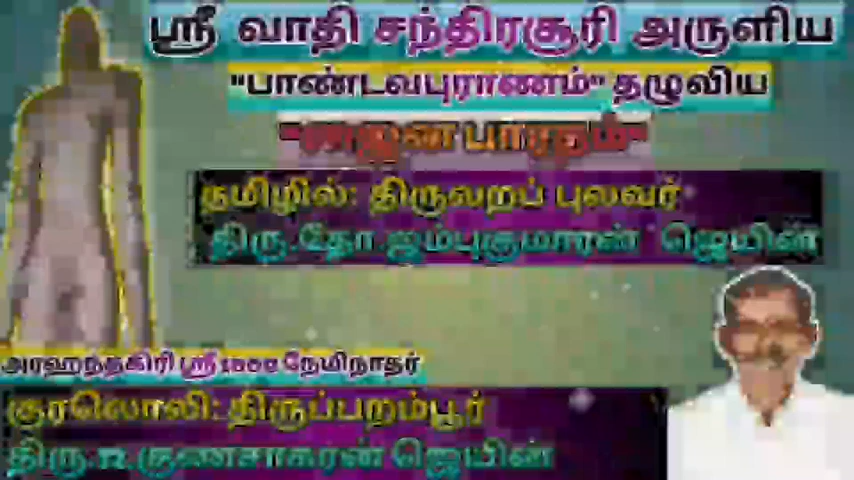 ஸ்ரீ வாதி சந்திரசூரி அருளிய
"பாண்டவபுராணம்" தழுவிய
"ஜைன பாரதம்"
தமிழில்: திருவறப் புலவர்
திரு.தோ.ஜம்புகுமாரன் ஜெயின்
அரஹந்தகிரி ஸ்ரீ 1008 நேமிநாதர்
குரலொலி: திருப்பறம்பூர்
திரு.R.குணசாகரன் ஜெயின்